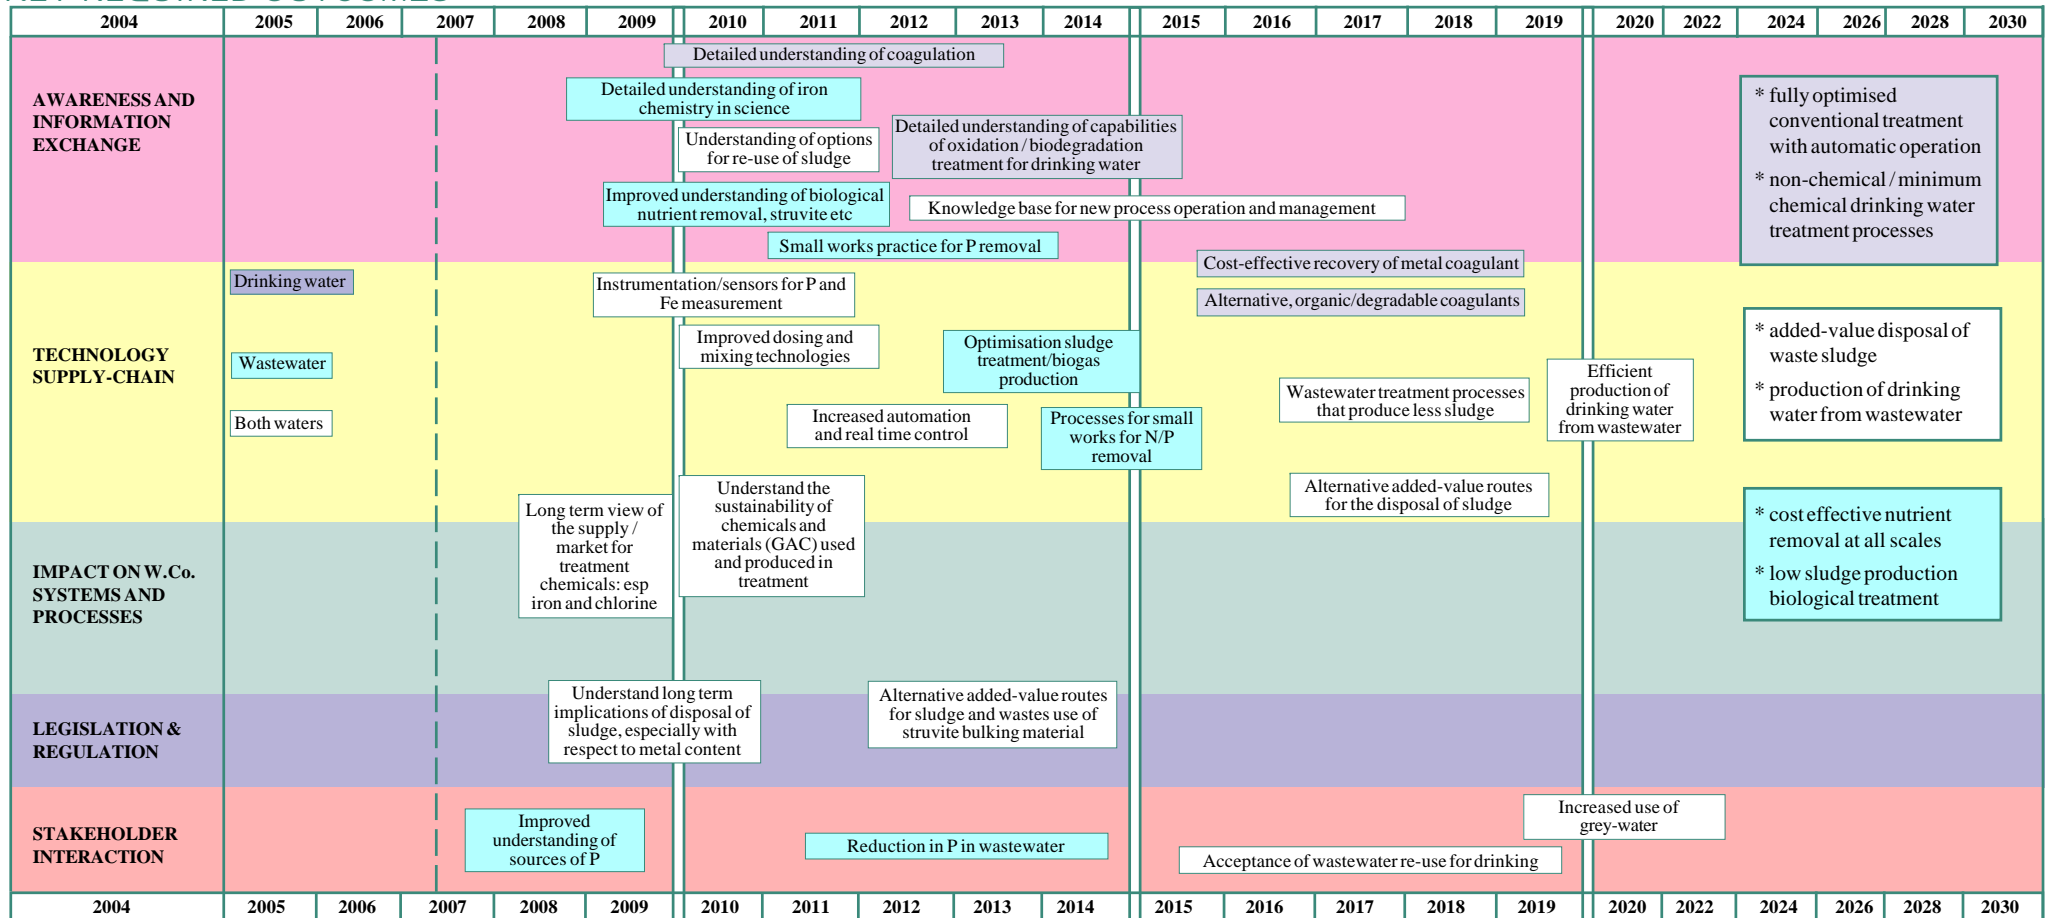 KEY REQUIRED OUTCOMES
2004 2005 2006 2007 2008 2009 2010 2011 2012 2013 2014 2015 2016 2017 2018 2019 2020 2022 2024 2026 2028 2030
AWARENESS AND
INFORMATION
EXCHANGE
Detailed understanding of coagulation
Detailed understanding of iron
chemistry in science
Understanding of options
for re-use of sludge
Detailed understanding of capabilities
of oxidation / biodegradation
treatment for drinking water
Improved understanding of biological
nutrient removal, struvite etc
Knowledge base for new process operation and management
Small works practice for P removal
* fully optimised
conventional treatment
with automatic operation
* non-chemical / minimum
chemical drinking water
treatment processes
Cost-effective recovery of metal coagulant
TECHNOLOGY
SUPPLY-CHAIN
Drinking water
Wastewater
Both waters
Instrumentation/sensors for P and
Fe measurement
Alternative, organic/degradable coagulants
Improved dosing and
mixing technologies
Optimisation sludge
treatment/biogas
production
Increased automation
and real time control
Processes for small
works for N/P
removal
Wastewater treatment processes
that produce less sludge
Efficient
production of
drinking water
from wastewater
* added-value disposal of
waste sludge
* production of drinking
water from wastewater
Alternative added-value routes
for the disposal of sludge
IMPACT ON W.Co.
SYSTEMS AND
PROCESSES
Long term view of
the supply /
market for
treatment
chemicals: esp
iron and chlorine
Understand the
sustainability of
chemicals and
materials (GAC) used
and produced in
treatment
* cost effective nutrient
removal at all scales
* low sludge production
biological treatment
LEGISLATION &
REGULATION
Understand long term
implications of disposal of
sludge, especially with
respect to metal content
Alternative added-value routes
for sludge and wastes use of
struvite bulking material
STAKEHOLDER
INTERACTION
Improved
understanding of
sources of P
Reduction in P in wastewater
Increased use of
grey-water
Acceptance of wastewater re-use for drinking
2004 2005 2006 2007 2008 2009 2010 2011 2012 2013 2014 2015 2016 2017 2018 2019 2020 2022 2024 2026 2028 2030